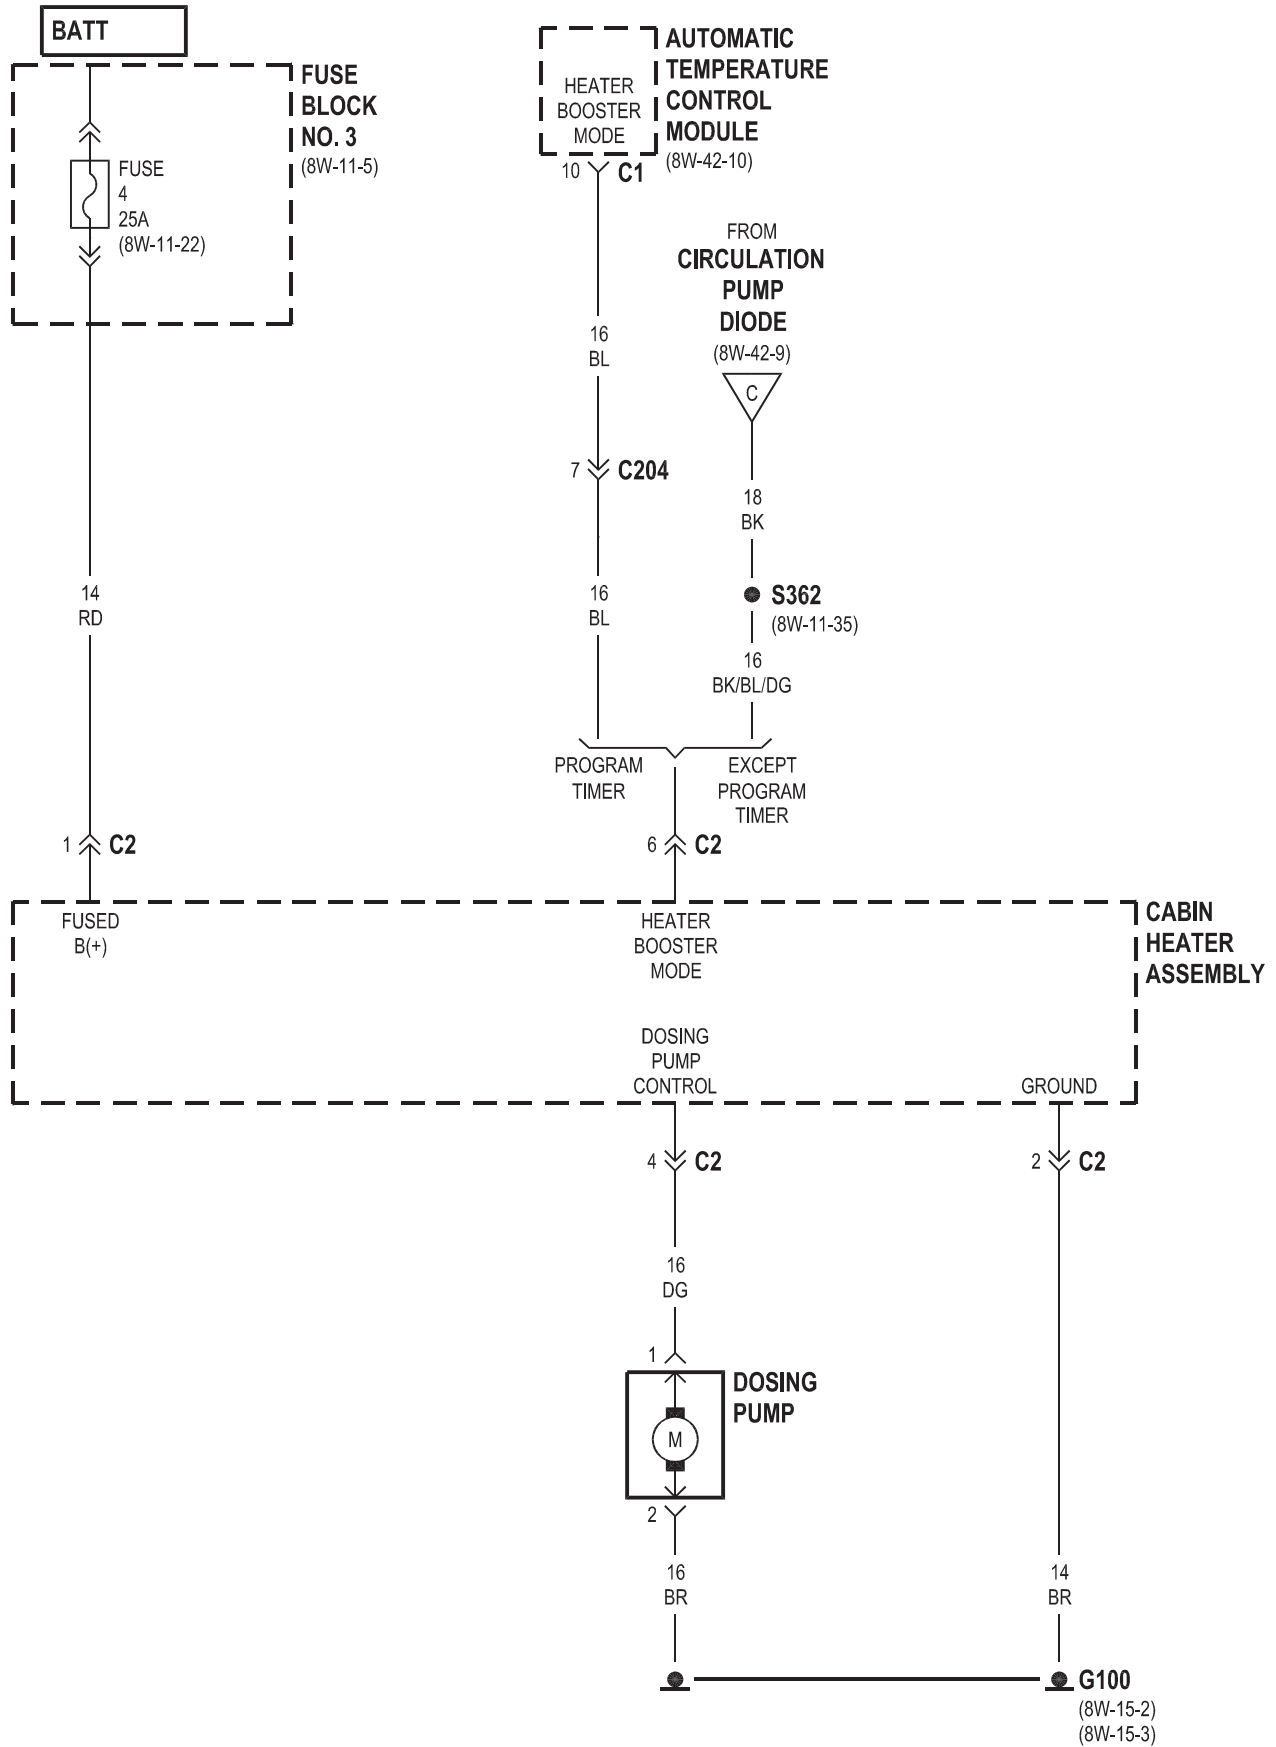 BATT
FUSE
BLOCK
NO. 3
(8W-11-5)
FUSE
4
25A
(8W-11-22)
AUTOMATIC
TEMPERATURE
CONTROL
MODULE
(8W-42-10)
HEATER
BOOSTER
MODE
10
C1
FROM
CIRCULATION
PUMP
DIODE
(8W-42-9)
C
16
BL
7
C204
18
BK
14
RD
16
BL
S362
(8W-11-35)
16
BK/BL/DG
PROGRAM
TIMER
EXCEPT
PROGRAM
TIMER
1
C2
6
C2
FUSED
B(+)
HEATER
BOOSTER
MODE
CABIN
HEATER
ASSEMBLY
DOSING
PUMP
CONTROL
GROUND
4
C2
2
C2
16
DG
1
DOSING
PUMP
M
2
16
BR
14
BR
G100
(8W-15-2)
(8W-15-3)